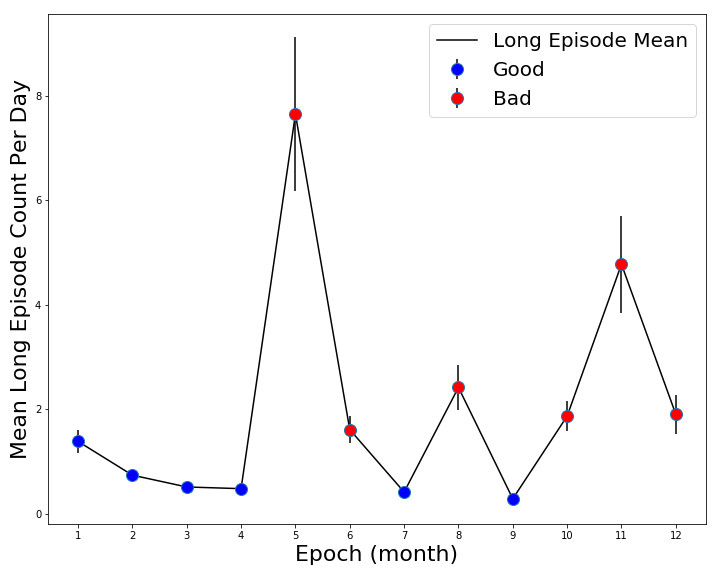 Long Episode Mean
Good
Bad
Mean Long Episode Count Per Day
8
6
4
2
0
1 2 3 4 5 6 7 8 9 10 11 12
Epoch (month)